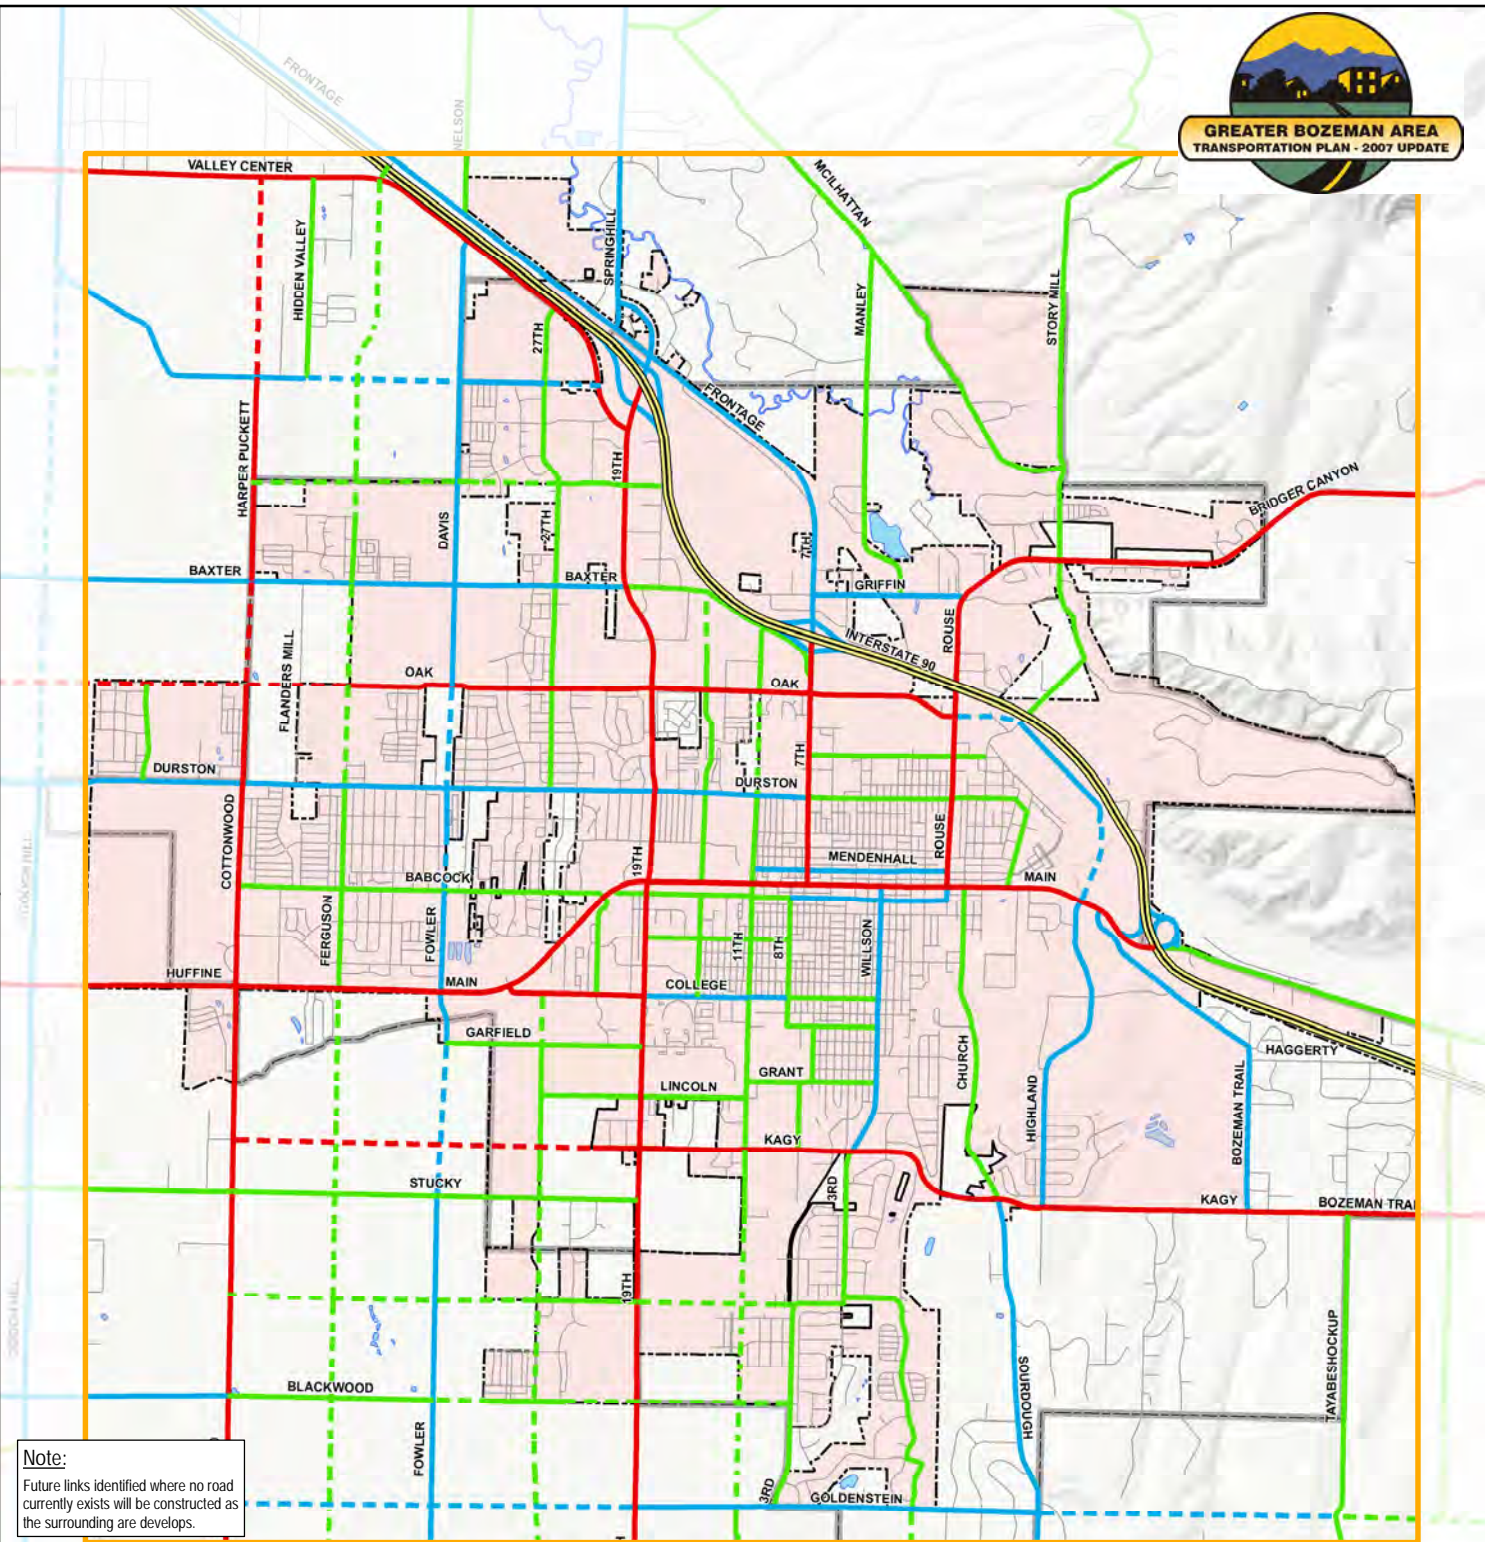 FRONTAGE
NELSON
GREATER BOZEMAN AREA
TRANSPORTATION PLAN - 2007 UPDATE
VALLEY CENTER
MCILHATTAN
HIDDEN VALLEY
SPRINGHILL
27TH
MANLEY
STORY MILL
FRONTAGE
HARPER PUCKETT
19TH
BRIDGER CANYON
DAVIS
27TH
7TH
BAXTER
BAXTER
GRIFFIN
ROUSE
INTERSTATE 90
FLANDERS MILL
OAK
OAK
7TH
DURSTON
DURSTON
COTTONWOOD
19TH
MENDENHALL
ROUSE
BABCOCK
MAIN
FERGUSON
FOWLER
11TH
8TH
WILLSON
HUFFINE
MAIN
COLLEGE
GARFIELD
CHURCH
HAGGERTY
GRANT
LINCOLN
HIGHLAND
BOZEMAN TRAIL
KAGY
STUCKY
3RD
KAGY
BOZEMAN TRAI
19TH
TAYABESHOCKUP
SOURDOUGH
BLACKWOOD
FOWLER
3RD
GOLDENSTEIN
Note:
Future links identified where no road
currently exists will be constructed as
the surrounding are develops.